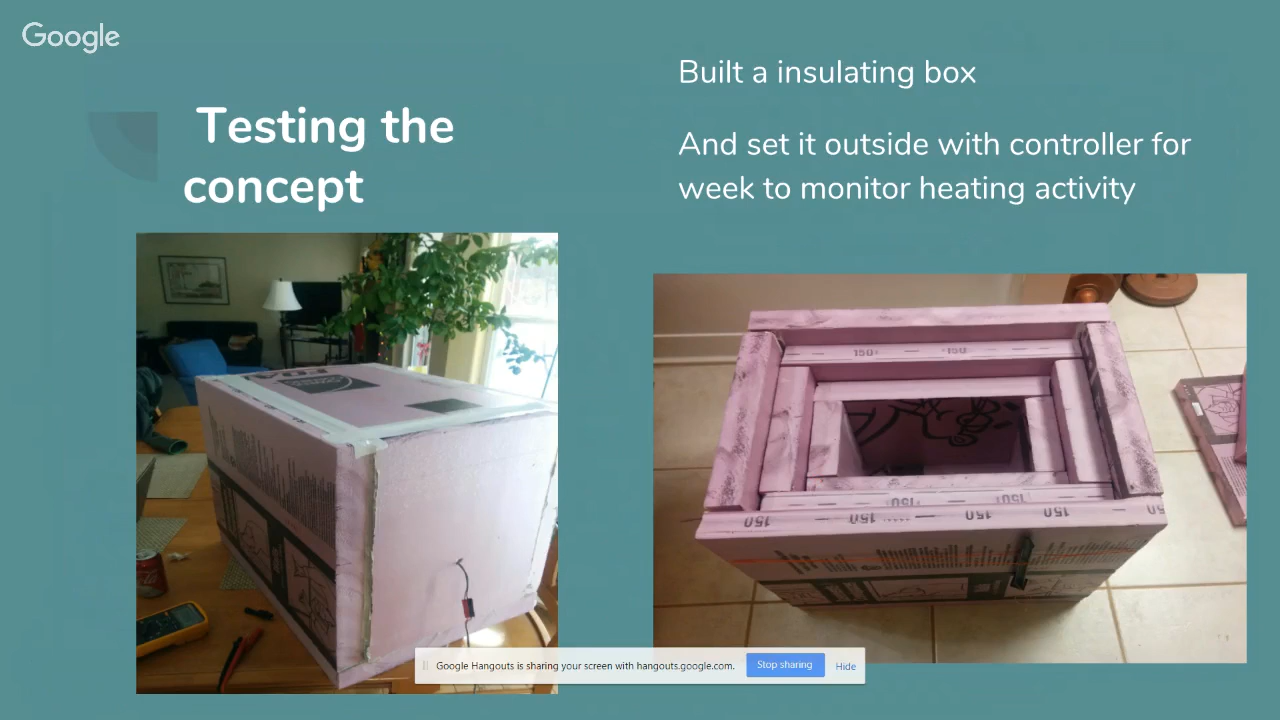 Google
Testing the
concept
Built a insulating box
And set it outside with controller for
week to monitor heating activity
150 150
150 150
150 150 150 150 150
Google Hangouts is sharing your screen with hangouts.google.com. Stop sharing Hide